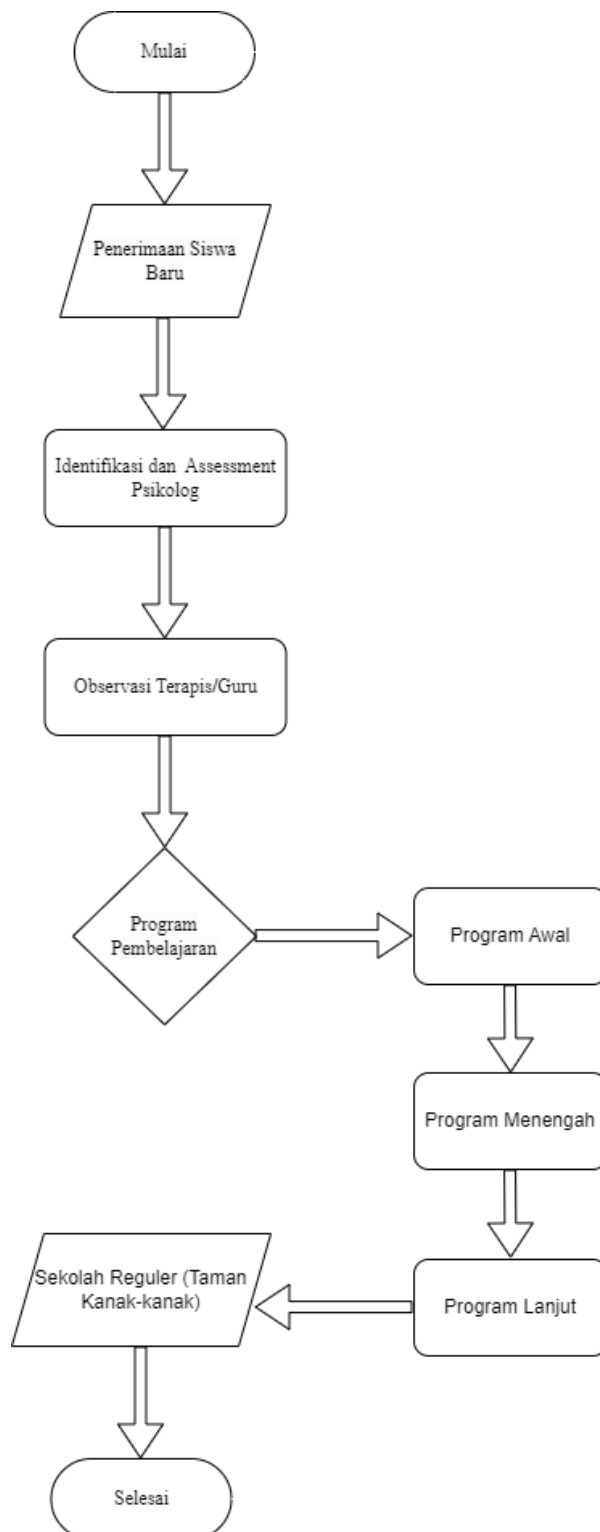 Mulai
Penerimaan Siswa
Baru
Identifikasi dan Assessment
Psikolog
Observasi Terapis/Guru
Program
Pembelajaran
Program Awal
Program Menengah
Program Lanjut
Sekolah Reguler (Taman
Kanak-kanak)
Selesai